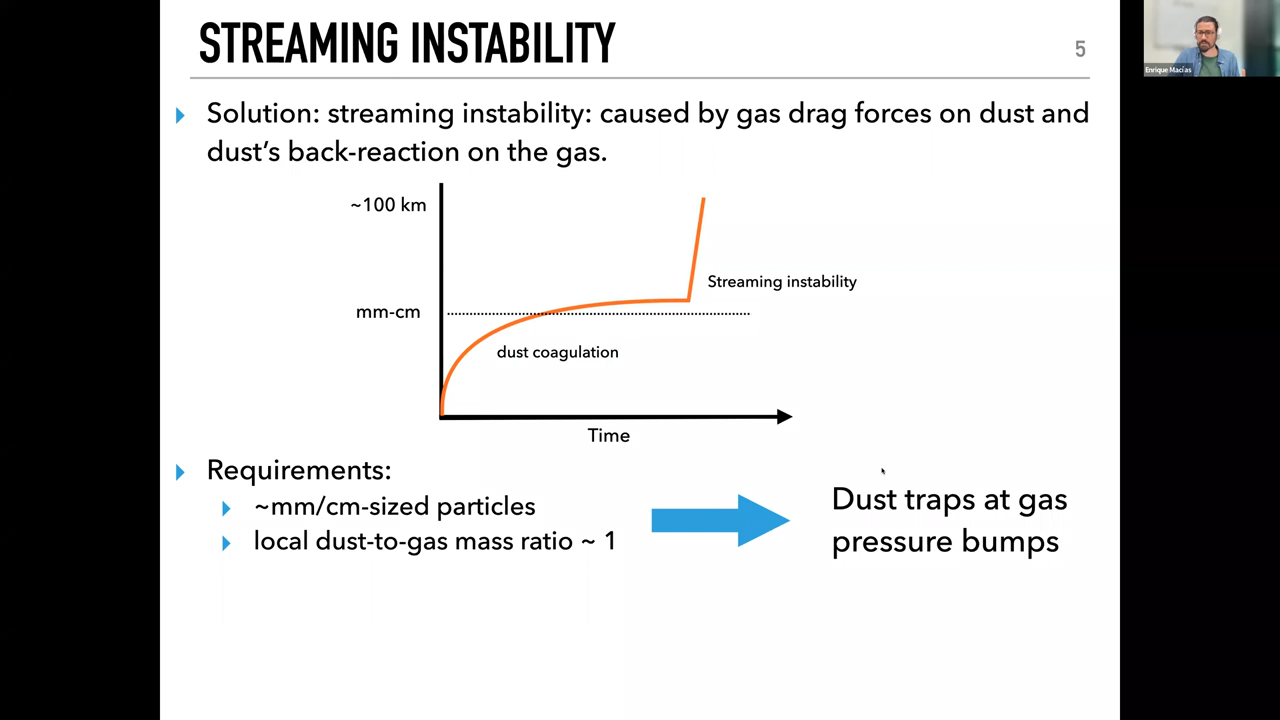 STREAMING INSTABILITY
5
Enrique Macías
Solution: streaming instability: caused by gas drag forces on dust and
dust’s back-reaction on the gas.
~100 km
Streaming instability
mm-cm
dust coagulation
Time
Requirements:
~mm/cm-sized particles
local dust-to-gas mass ratio ~ 1
Dust traps at gas
pressure bumps